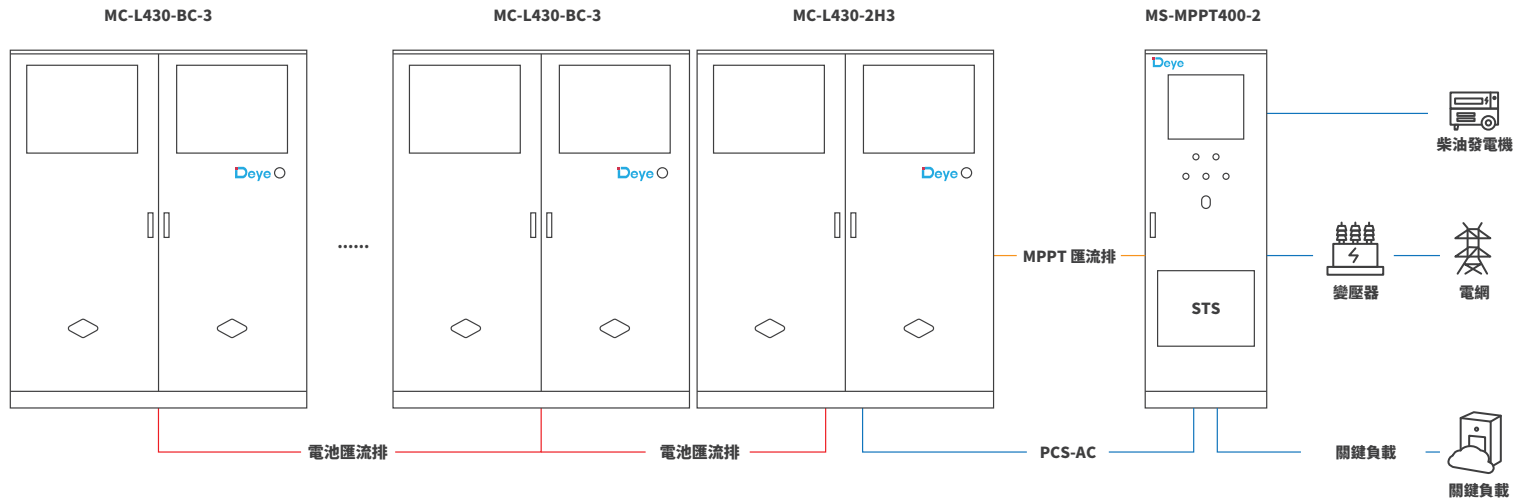 MC-L430-BC-3
MC-L430-BC-3
MC-L430-2H3
MS-MPPT400-2
Deye
Deye
Deye
Deye
柴油發電機
......
MPPT 匯流排
變壓器
電網
STS
電池匯流排
電池匯流排
PCS-AC
關鍵負載
關鍵負載